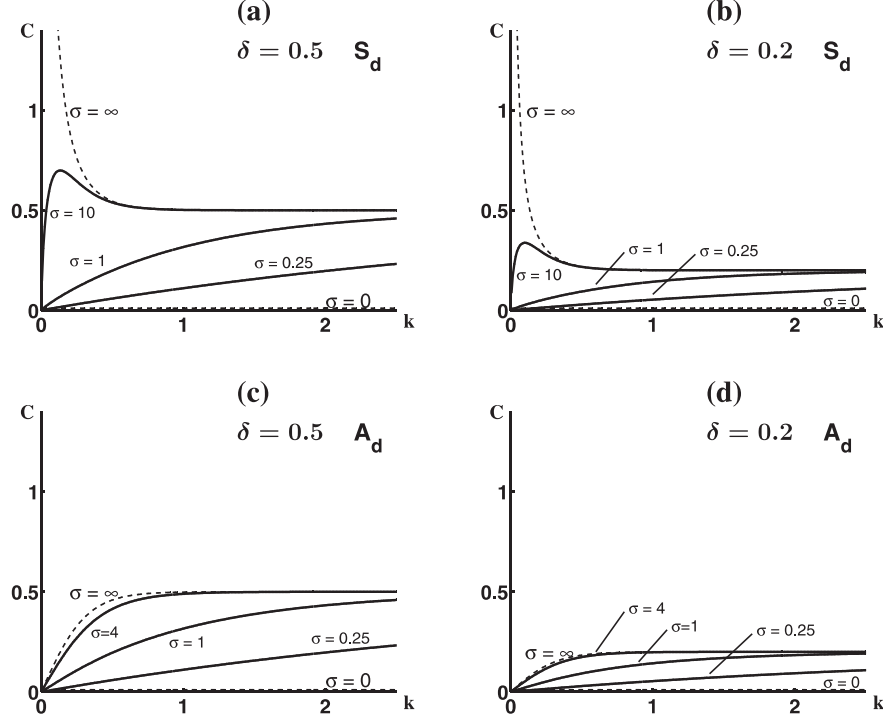 (a)
C
δ = 0.5 S_d
1
σ = ∞
0.5
σ = 10
σ = 1
σ = 0.25
σ = 0
0
0 1 2 k
(b)
C
δ = 0.2 S_d
1
σ = ∞
0.5
σ = 1
σ = 0.25
σ = 10
σ = 0
0
0 1 2 k
(c)
C
δ = 0.5 A_d
1
0.5
σ = ∞
σ=4
σ = 1
σ = 0.25
σ = 0
0
0 1 2 k
(d)
C
δ = 0.2 A_d
1
0.5
σ = 4
σ = ∞
σ=1
σ = 0.25
σ = 0
0
0 1 2 k